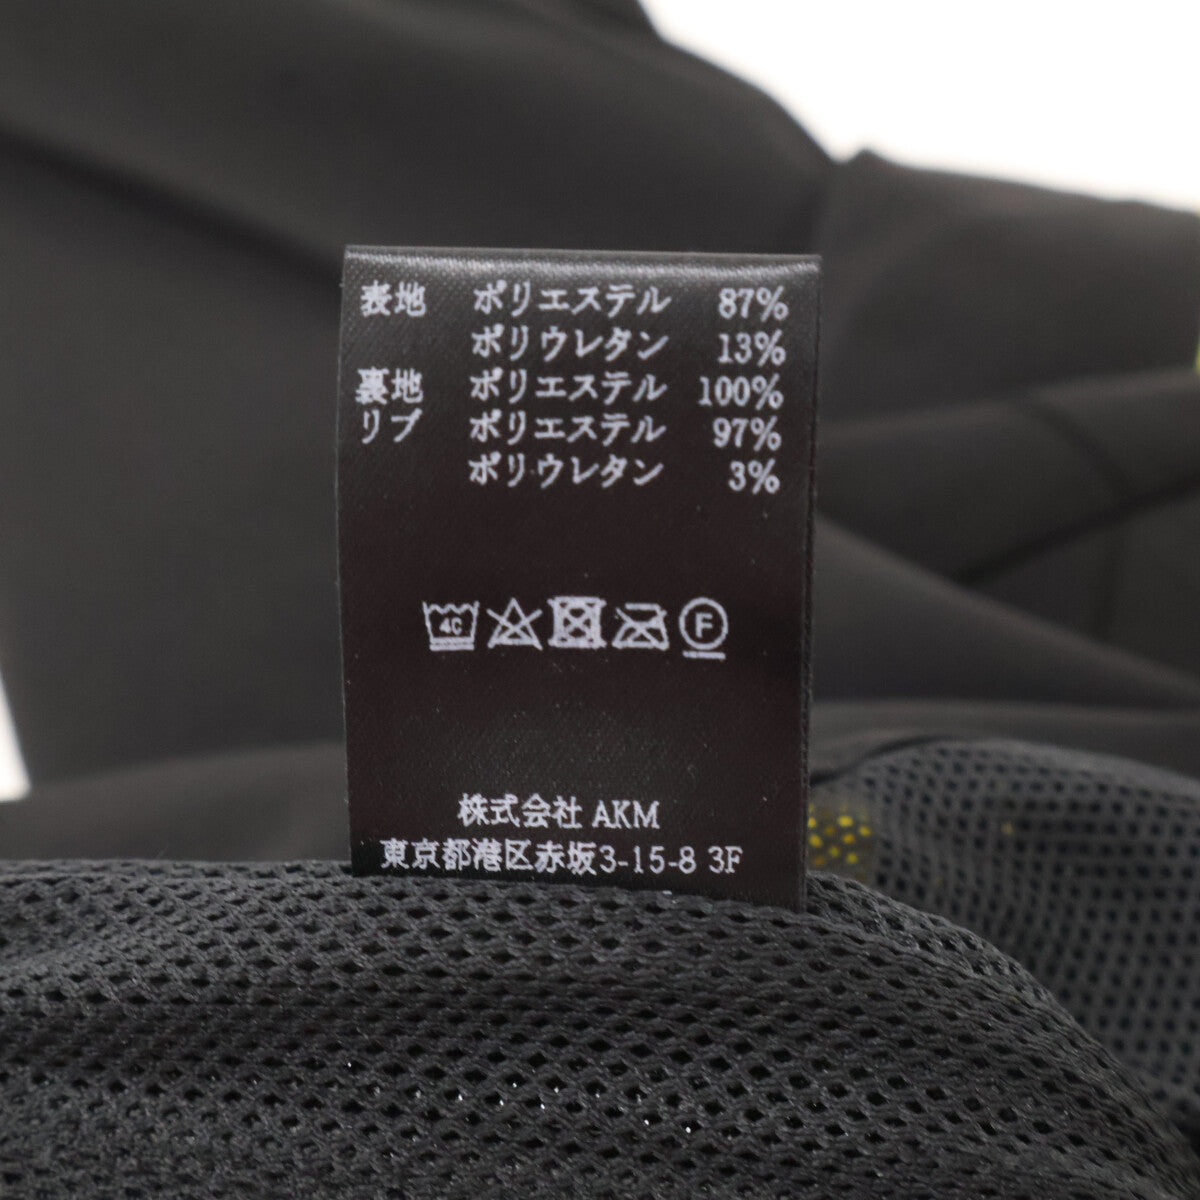 表地 ポリエステル 87%
ポリウレタン 13%
裏地 ポリエステル 100%
リブ ポリエステル 97%
ポリウレタン 3%
40 F
株式会社 AKM
東京都港区赤坂3-15-8 3F